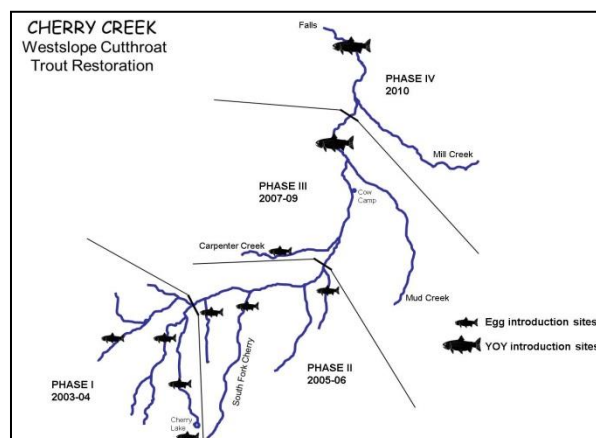 CHERRY CREEK
Westslope Cutthroat
Trout Restoration
Falls
PHASE IV
2010
Mill Creek
PHASE III
2007-09
Cow
Camp
Carpenter Creek
Mud Creek
Egg introduction sites
YOY introduction sites
South Fork Cherry
PHASE II
2005-06
PHASE I
2003-04
Cherry
Lake